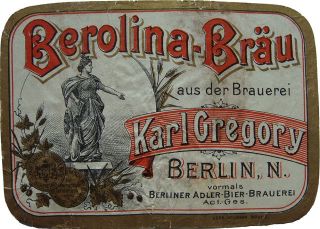 Berolina-Bräu
aus der Brauerei
Karl Gregory
BERLIN, N.
vormals
BERLINER ADLER-BIER-BRAUEREI
Act. Ges.